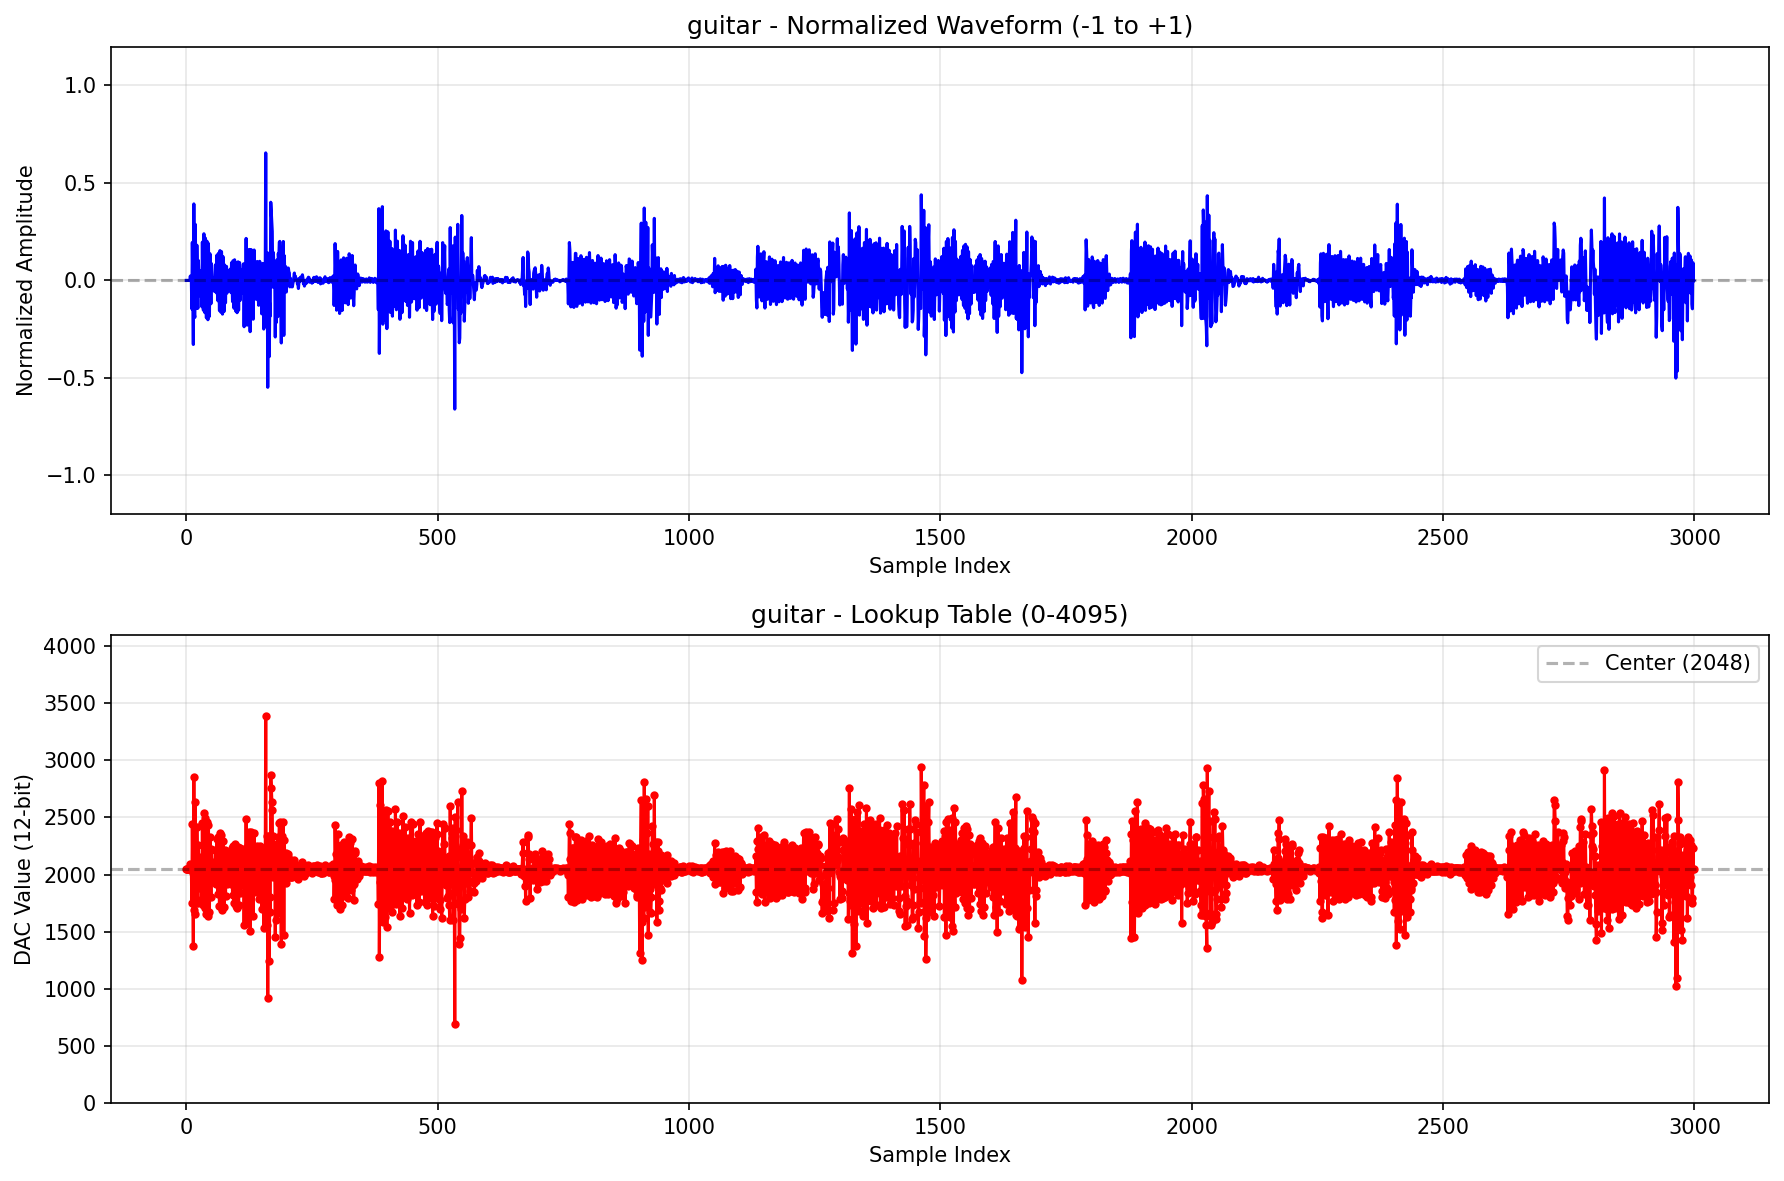 guitar - Normalized Waveform (-1 to +1)
Normalized Amplitude
1.0
0.5
0.0
−0.5
−1.0
0 500 1000 1500 2000 2500 3000
Sample Index
guitar - Lookup Table (0-4095)
DAC Value (12-bit)
4000
3500
3000
2500
2000
1500
1000
500
0
Center (2048)
0 500 1000 1500 2000 2500 3000
Sample Index